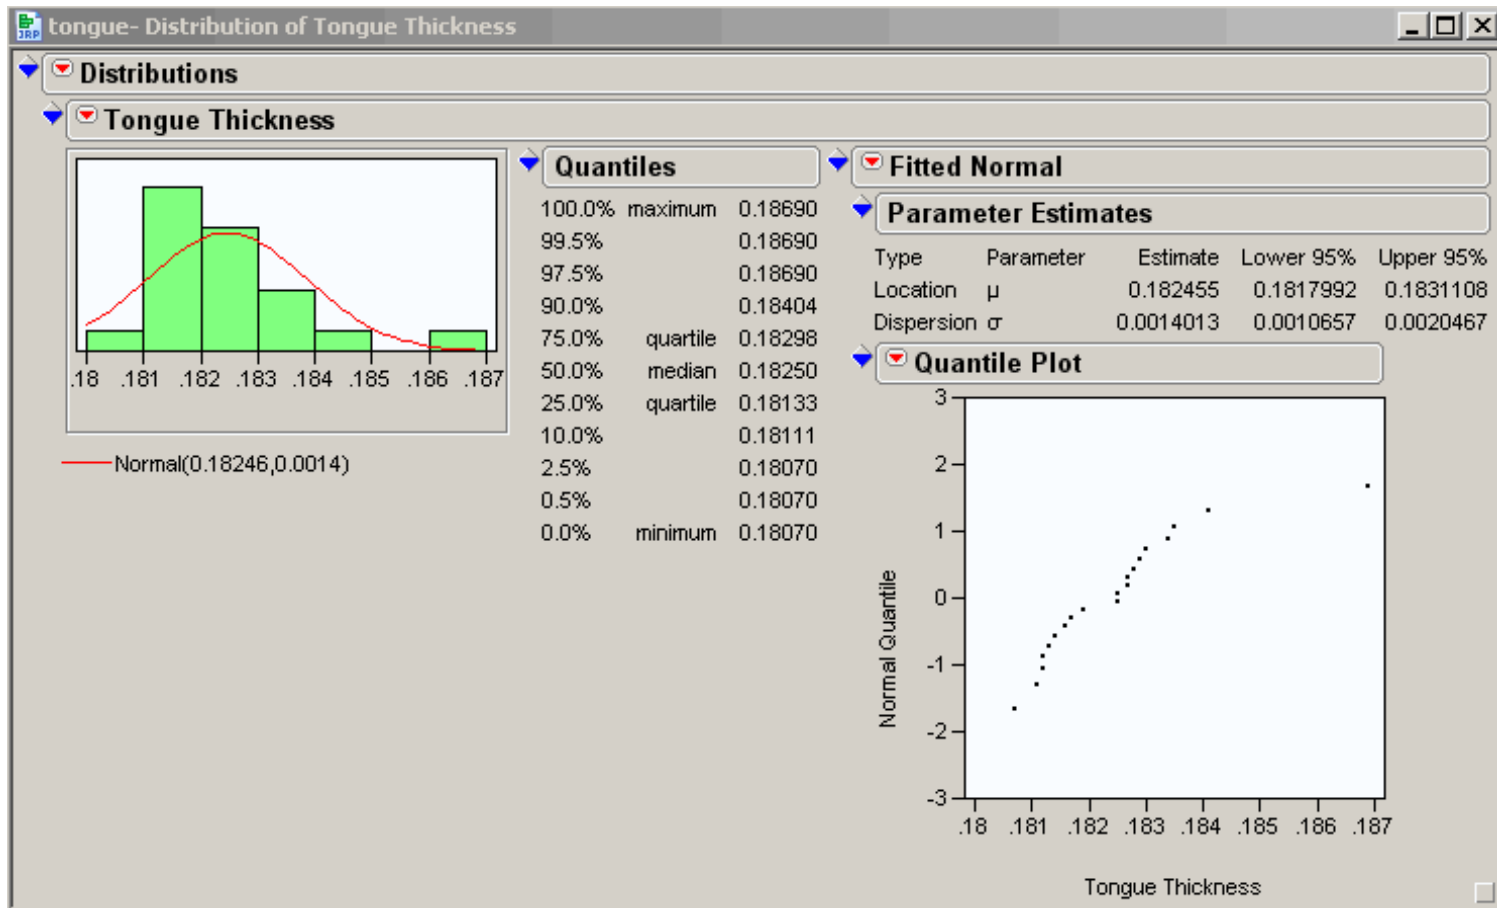 tongue- Distribution of Tongue Thickness
Distributions
Tongue Thickness
.18 .181 .182 .183 .184 .185 .186 .187
Normal(0.18246,0.0014)
Quantiles
100.0% maximum 0.18690
99.5% 0.18690
97.5% 0.18690
90.0% 0.18404
75.0% quartile 0.18298
50.0% median 0.18250
25.0% quartile 0.18133
10.0% 0.18111
2.5% 0.18070
0.5% 0.18070
0.0% minimum 0.18070
Fitted Normal
Parameter Estimates
Type Parameter Estimate Lower 95% Upper 95%
Location μ 0.182455 0.1817992 0.1831108
Dispersion σ 0.0014013 0.0010657 0.0020467
Quantile Plot
3
2
1
0
-1
-2
-3
Normal Quantile
.18 .181 .182 .183 .184 .185 .186 .187
Tongue Thickness